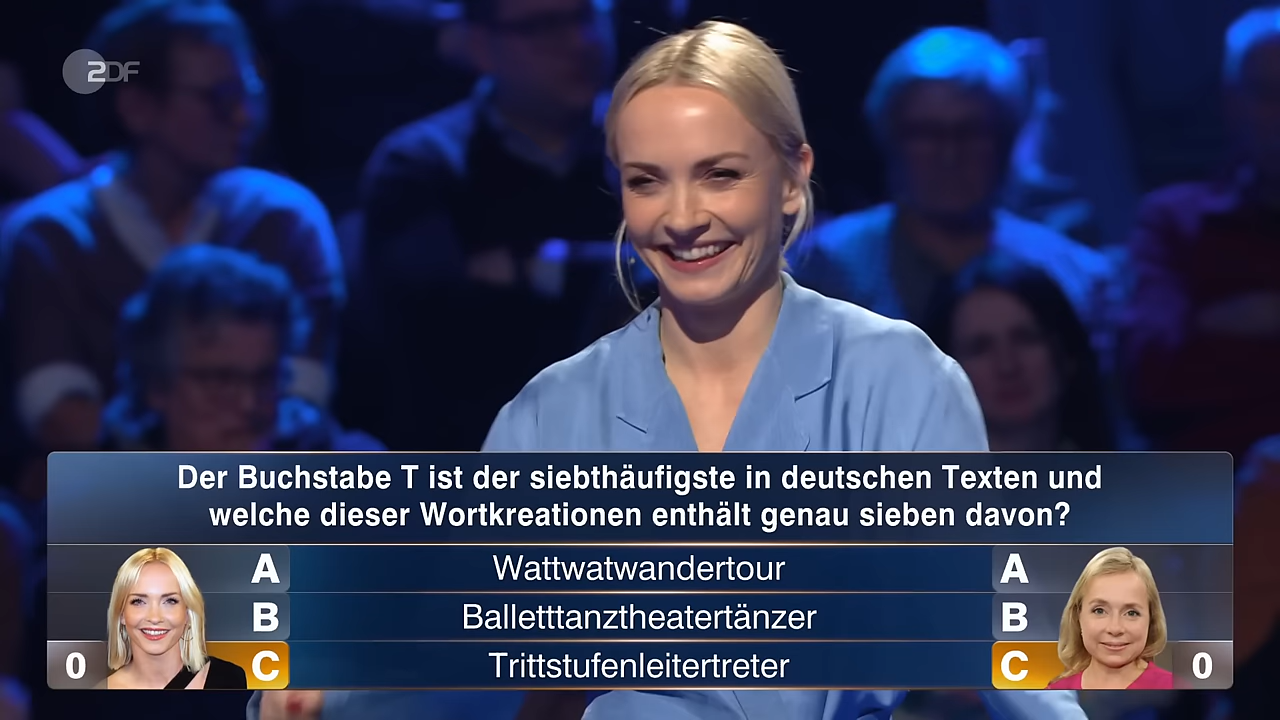 ZDF
Der Buchstabe T ist der siebthäufigste in deutschen Texten und
welche dieser Wortkreationen enthält genau sieben davon?
A Wattwatwandertour A
B Balletttanztheatertänzer B
0 C Trittstufenleitertreter C 0